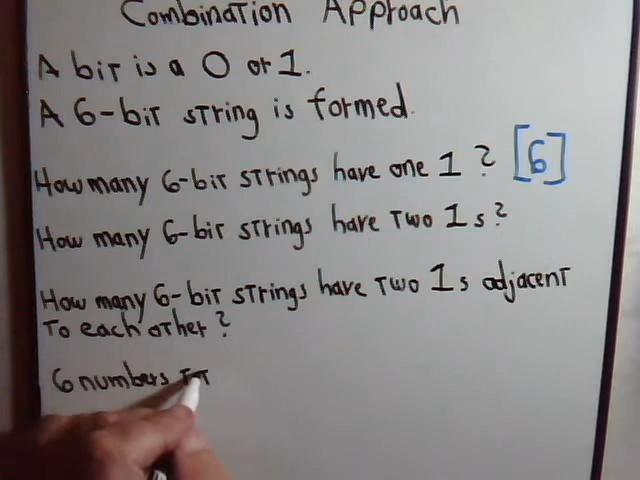 Combination Approach
A bit is a 0 or 1.
A 6-bit string is formed.
How many 6-bit strings have one 1? [6]
How many 6-bit strings have two 1s?
How many 6-bit strings have two 1s adjacent
to each other?
6 numbers